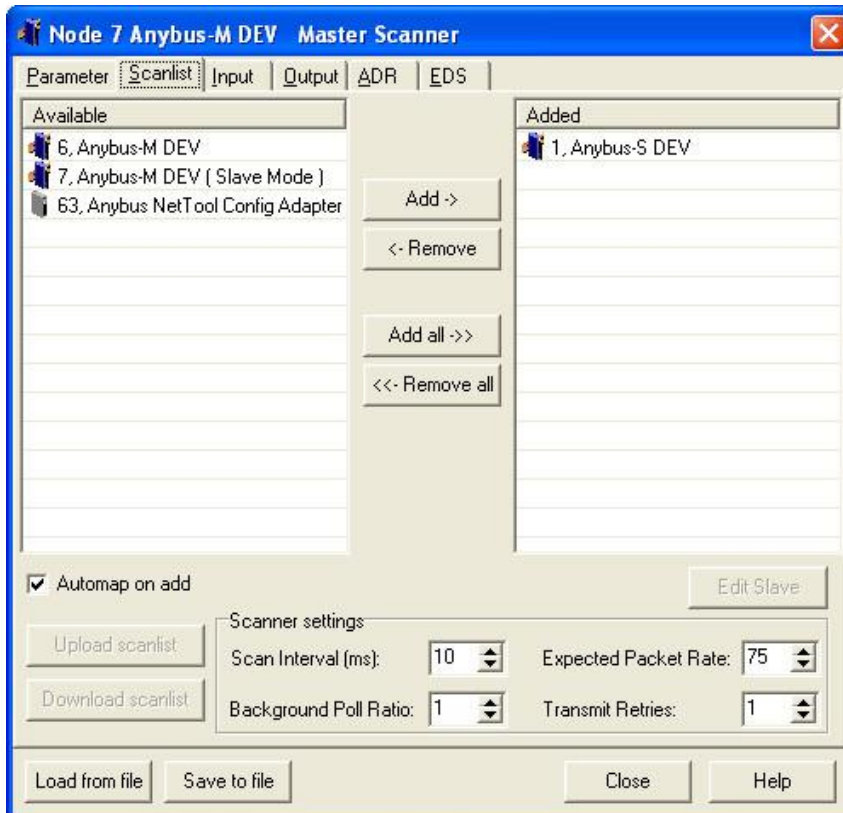 Node 7 Anybus-M DEV Master Scanner
Parameter Scanlist Input Output ADR EDS
Available Added
6, Anybus-M DEV 1, Anybus-S DEV
7, Anybus-M DEV ( Slave Mode )
63, Anybus NetTool Config Adapter
Add ->
<- Remove
Add all ->>
<<- Remove all
Automap on add Edit Slave
Scanner settings
Upload scanlist Scan Interval (ms): 10 Expected Packet Rate: 75
Download scanlist Background Poll Ratio: 1 Transmit Retries: 1
Load from file Save to file Close Help